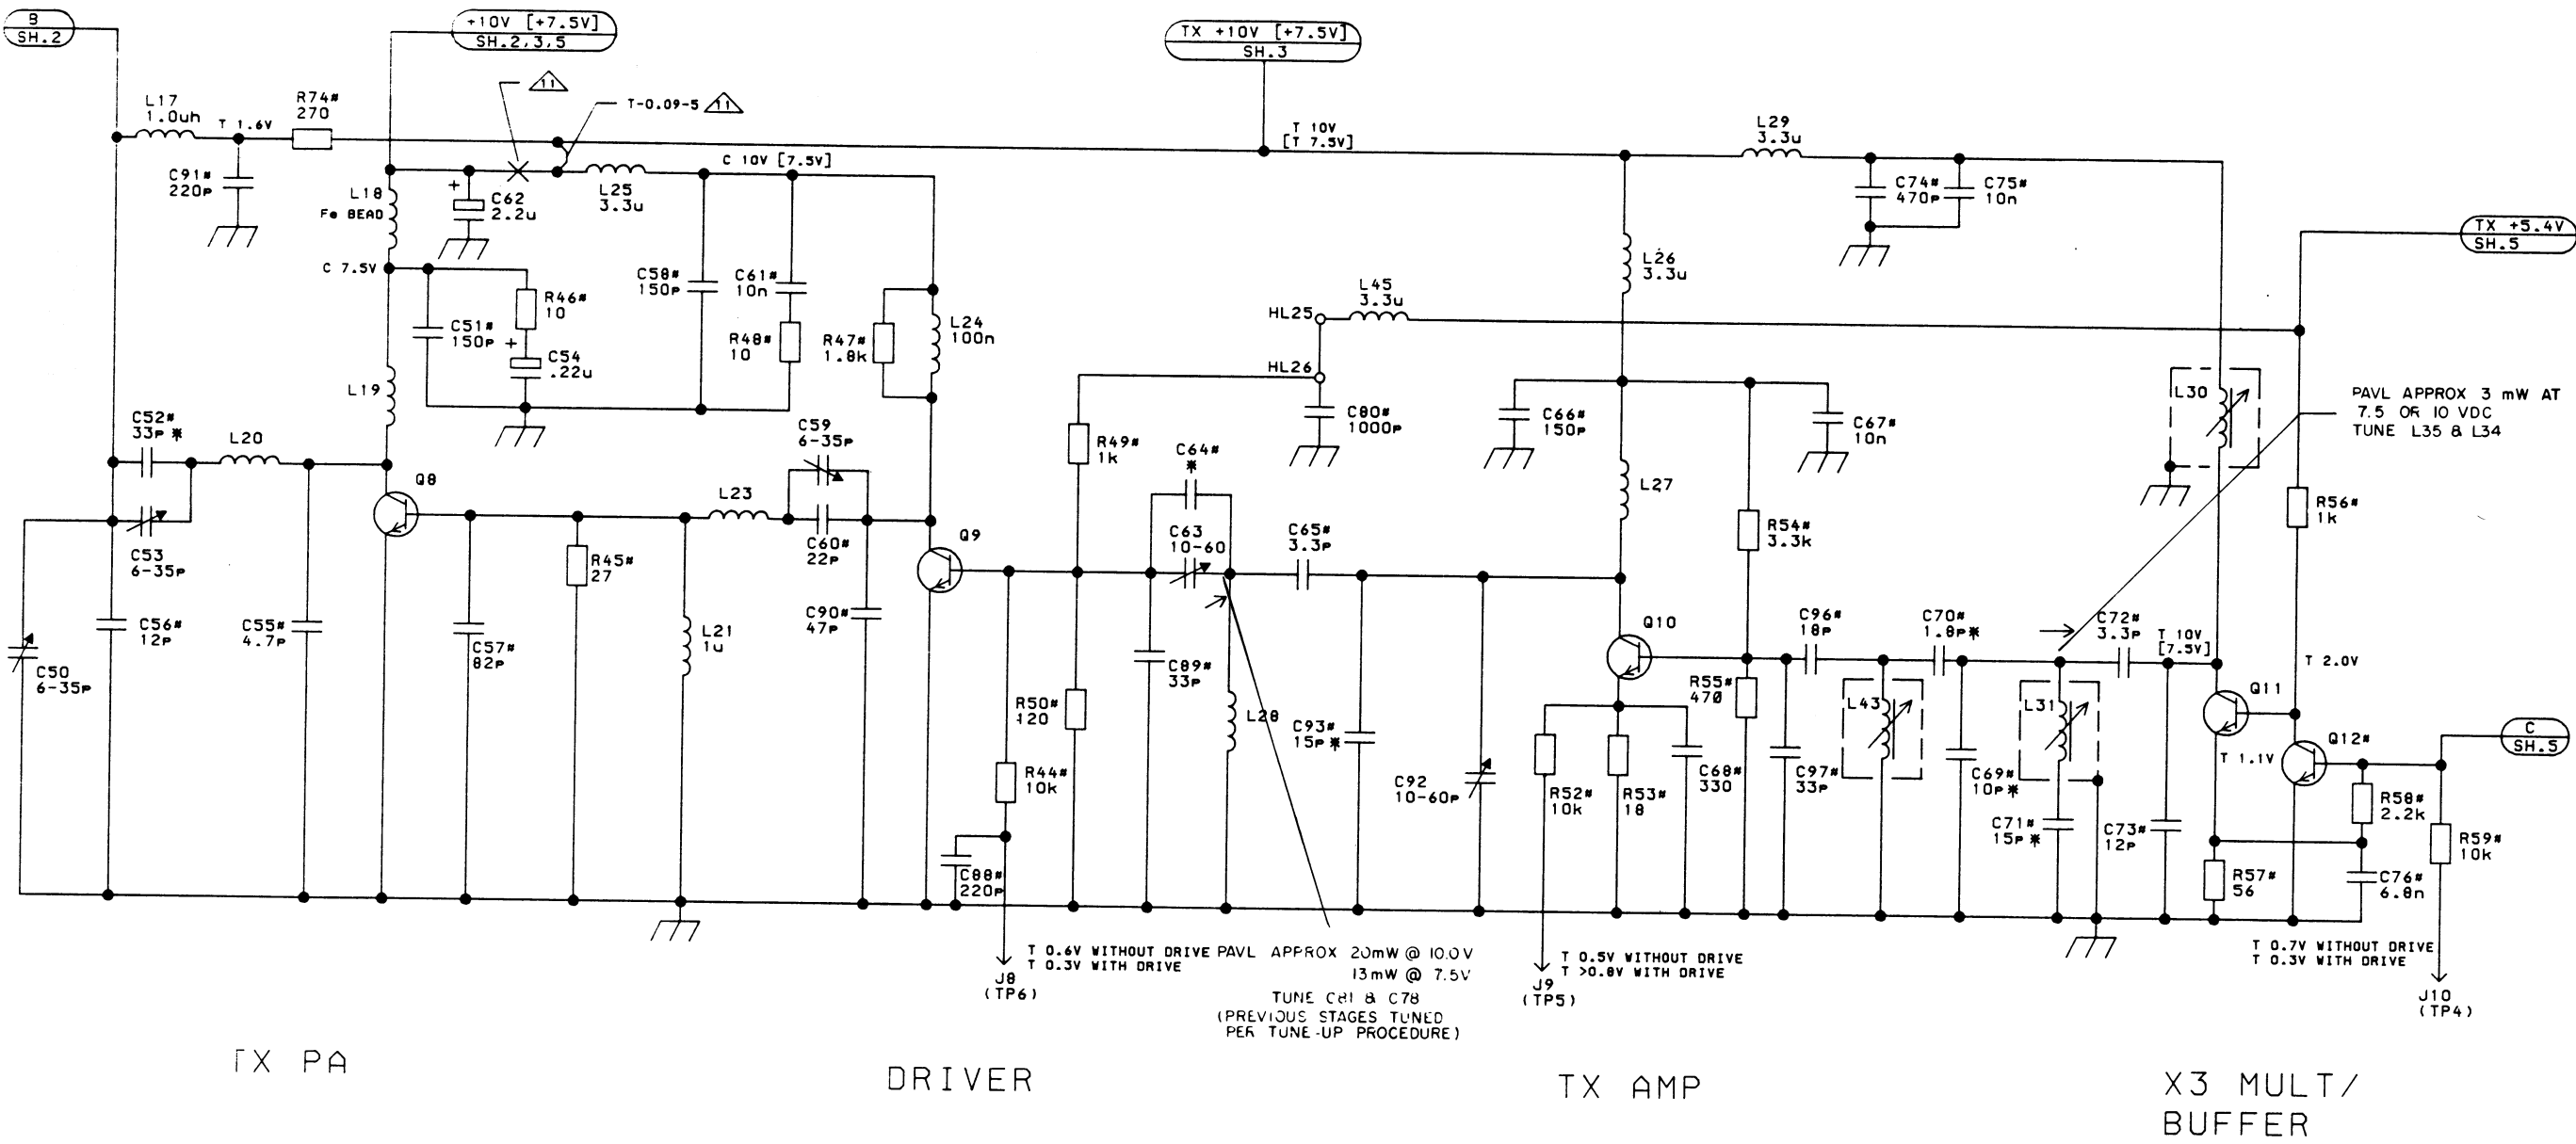 B
SH.2
+10V [+7.5V]
SH.2,3,5
TX +10V [+7.5V]
SH.3
TX +5.4V
SH.5
C
SH.5
11
T-0.09-5 11
L17
1.0uh
T 1.6V
R74#
270
C91#
220P
L18
Fe BEAD
C62
2.2u
+
L25
3.3u
C 10V [7.5V]
T 10V
[T 7.5V]
L29
3.3u
C74#
470P
C75#
10n
C 7.5V
C51#
150P
R46#
10
+
C54
.22u
C58#
150P
C61#
10n
R48#
10
R47#
1.8k
L24
100n
L19
L26
3.3u
L45
3.3u
HL25
HL26
C80#
1000P
C66#
150P
C67#
10n
L30
PAVL APPROX 3 mW AT
7.5 OR 10 VDC
TUNE L35 & L34
C52#
33P *
L20
C53
6-35P
Q8
L23
C59
6-35P
C60#
22P
Q9
R49#
1k
C64#
*
C63
10-60
C65#
3.3P
L27
R54#
3.3k
R56#
1k
C50
6-35P
C56#
12P
C55#
4.7P
C57#
82P
R45#
27
L21
1u
C90#
47P
R50#
120
C89#
33P
L28
C93#
15P *
C92
10-60P
Q10
C96#
18P
C70#
1.8P*
C72#
3.3P
T 10V
[7.5V]
T 2.0V
Q11
Q12#
T 1.1V
R44#
10k
C88#
220P
R52#
10k
R53#
18
C68#
330
R55#
470
C97#
33P
L43
C69#
10P*
L31
C71#
15P *
C73#
12P
R57#
56
R58#
2.2k
R59#
10k
C76#
6.8n
T 0.6V WITHOUT DRIVE
T 0.3V WITH DRIVE
J8
(TP6)
PAVL APPROX 20mW @ 10.0V
13mW @ 7.5V
TUNE C81 & C78
(PREVIOUS STAGES TUNED
PER TUNE-UP PROCEDURE)
T 0.5V WITHOUT DRIVE
T >0.8V WITH DRIVE
J9
(TP5)
T 0.7V WITHOUT DRIVE
T 0.3V WITH DRIVE
J10
(TP4)
TX PA
DRIVER
TX AMP
X3 MULT/
BUFFER